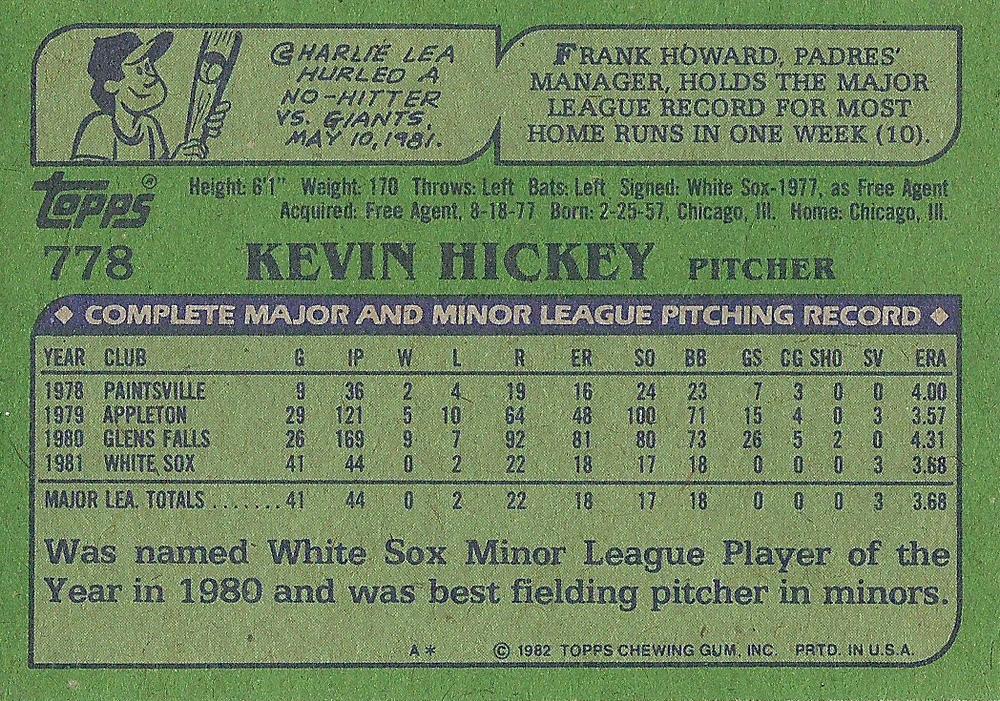 CHARLIE LEA
HURLED A
NO-HITTER
VS. GIANTS,
MAY 10, 1981.
FRANK HOWARD, PADRES'
MANAGER, HOLDS THE MAJOR
LEAGUE RECORD FOR MOST
HOME RUNS IN ONE WEEK (10).
Topps®
Height: 6'1" Weight: 170 Throws: Left Bats: Left Signed: White Sox-1977, as Free Agent
Acquired: Free Agent, 8-18-77 Born: 2-25-57, Chicago, Ill. Home: Chicago, Ill.
778 KEVIN HICKEY PITCHER
COMPLETE MAJOR AND MINOR LEAGUE PITCHING RECORD
YEAR CLUB G IP W L R ER SO BB GS CG SHO SV ERA
1978 PAINTSVILLE 9 36 2 4 19 16 24 23 7 3 0 0 4.00
1979 APPLETON 29 121 5 10 64 48 100 71 15 4 0 3 3.57
1980 GLENS FALLS 26 169 9 7 92 81 80 73 26 5 2 0 4.31
1981 WHITE SOX 41 44 0 2 22 18 17 18 0 0 0 3 3.68
MAJOR LEA. TOTALS ....... 41 44 0 2 22 18 17 18 0 0 0 3 3.68
Was named White Sox Minor League Player of the
Year in 1980 and was best fielding pitcher in minors.
A* © 1982 TOPPS CHEWING GUM, INC. PRTD. IN U.S.A.